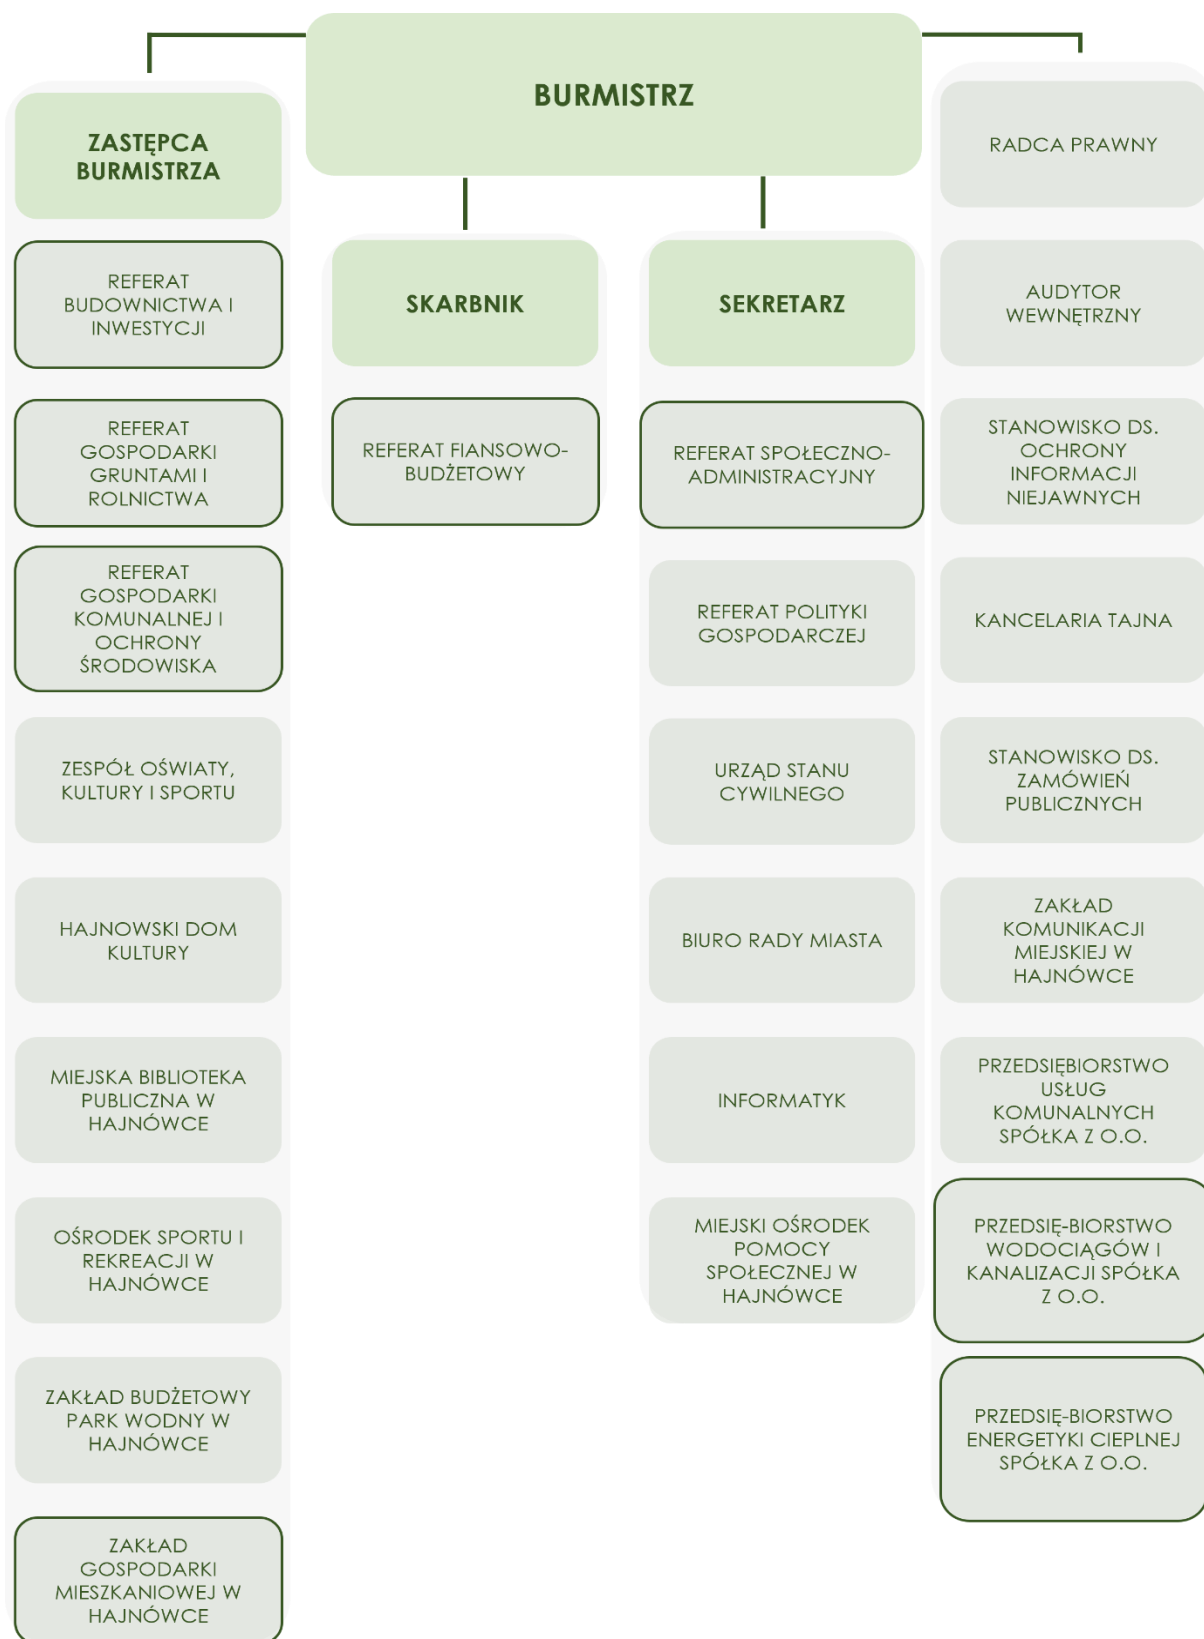 BURMISTRZ
ZASTĘPCA
BURMISTRZA
REFERAT
BUDOWNICTWA I
INWESTYCJI
REFERAT
GOSPODARKI
GRUNTAMI I
ROLNICTWA
REFERAT
GOSPODARKI
KOMUNALNEJ I
OCHRONY
ŚRODOWISKA
ZESPÓŁ OŚWIATY,
KULTURY I SPORTU
HAJNOWSKI DOM
KULTURY
MIEJSKA BIBLIOTEKA
PUBLICZNA W
HAJNÓWCE
OŚRODEK SPORTU I
REKREACJI W
HAJNÓWCE
ZAKŁAD BUDŻETOWY
PARK WODNY W
HAJNÓWCE
ZAKŁAD
GOSPODARKI
MIESZKANIOWEJ W
HAJNÓWCE
SKARBNIK
REFERAT FIANSOWO-
BUDŻETOWY
SEKRETARZ
REFERAT SPOŁECZNO-
ADMINISTRACYJNY
REFERAT POLITYKI
GOSPODARCZEJ
URZĄD STANU
CYWILNEGO
BIURO RADY MIASTA
INFORMATYK
MIEJSKI OŚRODEK
POMOCY
SPOŁECZNEJ W
HAJNÓWCE
RADCA PRAWNY
AUDYTOR
WEWNĘTRZNY
STANOWISKO DS.
OCHRONY
INFORMACJI
NIEJAWNYCH
KANCELARIA TAJNA
STANOWISKO DS.
ZAMÓWIEŃ
PUBLICZNYCH
ZAKŁAD
KOMUNIKACJI
MIEJSKIEJ W
HAJNÓWCE
PRZEDSIĘBIORSTWO
USŁUG
KOMUNALNYCH
SPÓŁKA Z O.O.
PRZEDSIĘ-BIORSTWO
WODOCIĄGÓW I
KANALIZACJI SPÓŁKA
Z O.O.
PRZEDSIĘ-BIORSTWO
ENERGETYKI CIEPLNEJ
SPÓŁKA Z O.O.